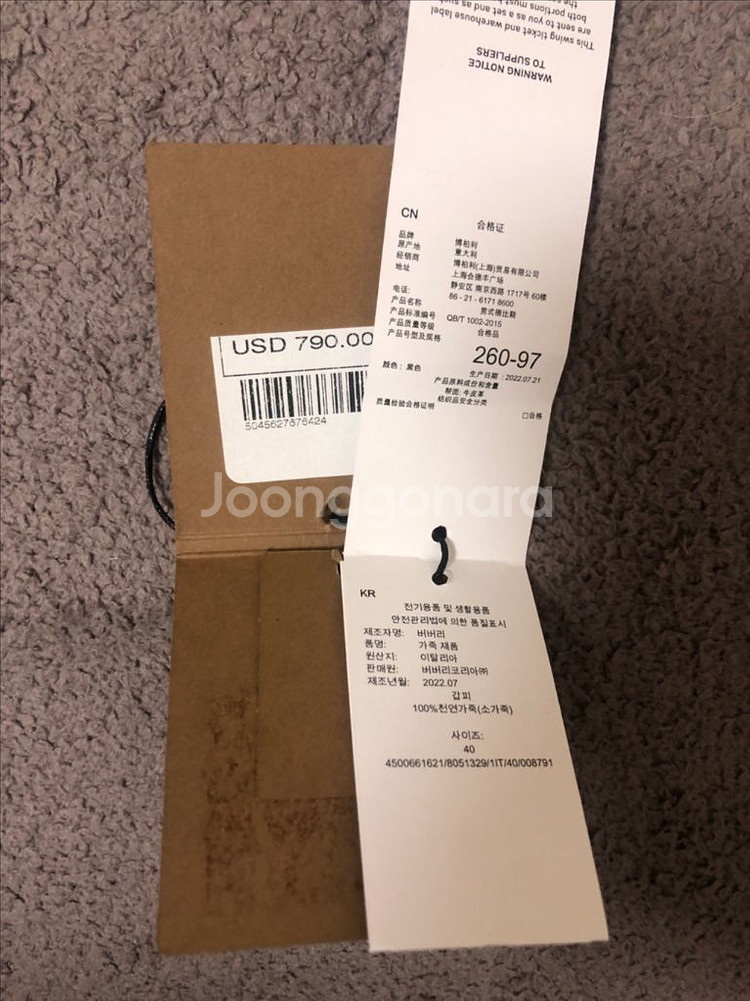 This swing ticket and warehouse label
are sent to you as a set and as such
both portions must
the
WARNING NOTICE
TO SUPPLIERS
CN
合格证
品牌 博柏利
原产地 意大利
经销商 博柏利(上海)贸易有限公司
地址 上海会德丰广场
静安区 南京西路 1717号 60楼
电话: 86 - 21 - 6171 8600
产品名称 男式德比鞋
产品标准编号 QB/T 1002-2015
产品质量等级 合格品
产品号型及规格
260-97
颜色 : 黑色
生产日期 : 2022.07.21
产品原料成份和含量
帮面: 牛皮革
纺织品安全分类
质量检验合格证明 □合格
USD 790.00
5045627676424
Joonggonara
KR
전기용품 및 생활용품
안전관리법에 의한 품질표시
제조자명: 버버리
품명: 가죽 제품
원산지: 이탈리아
판매원: 버버리코리아㈜
제조년월: 2022.07
갑피
100%천연가죽(소가죽)
사이즈:
40
4500661621/8051329/1IT/40/008791